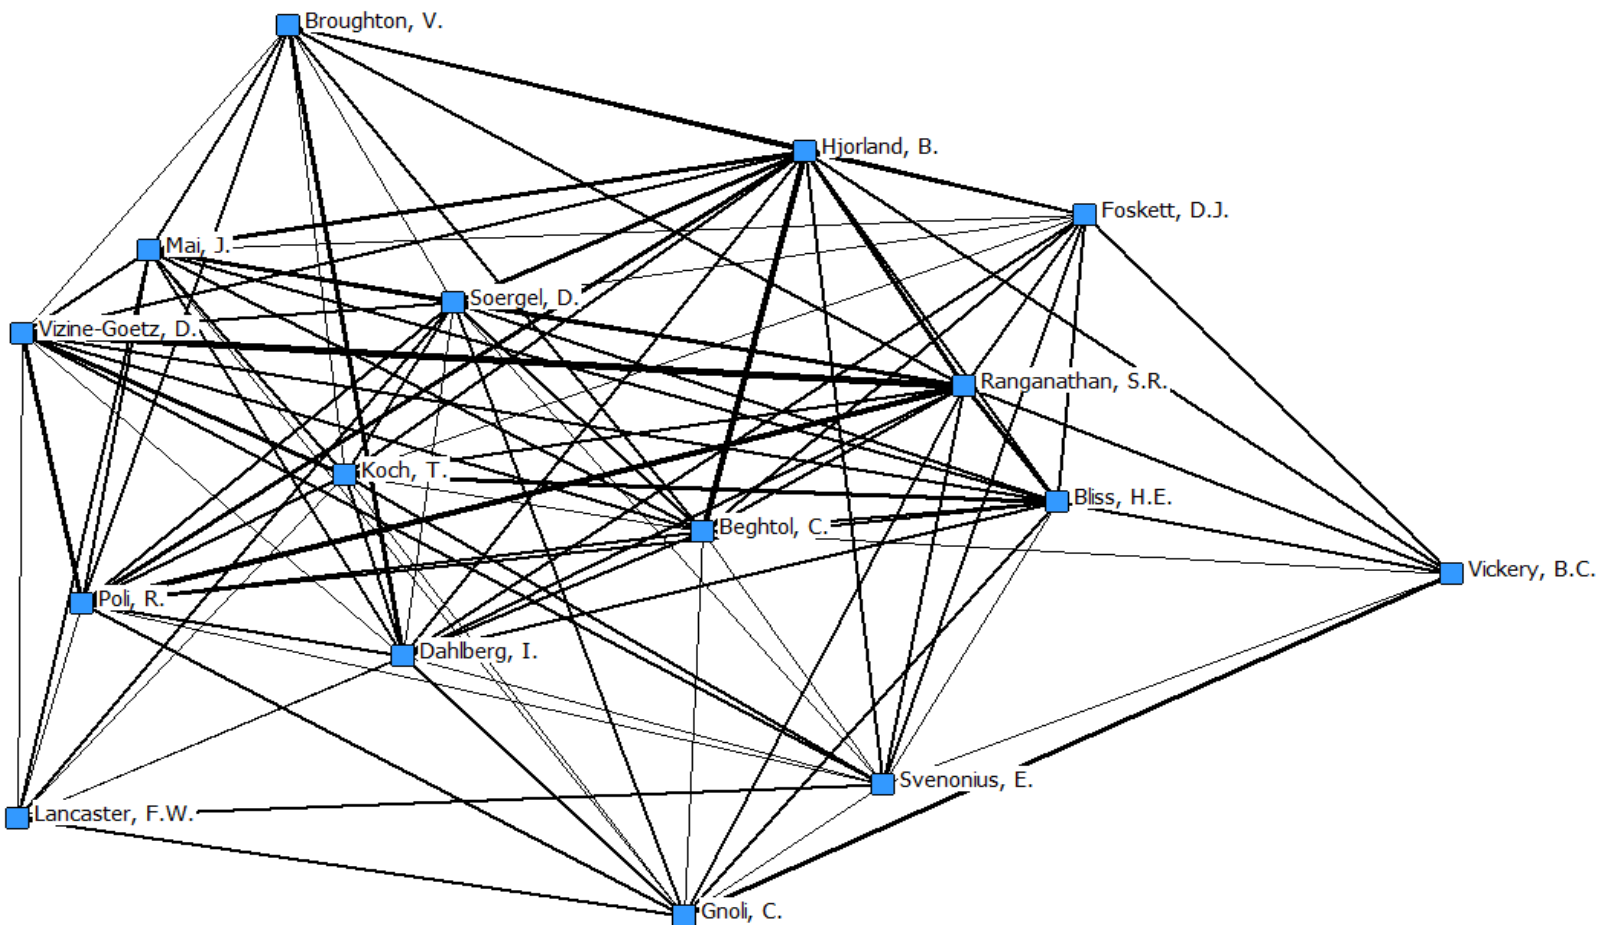 Broughton, V.
Hjorland, B.
Foskett, D.J.
Mai, J.
Soergel, D.
Vizine-Goetz, D.
Ranganathan, S.R.
Koch, T.
Bliss, H.E.
Beghtol, C.
Vickery, B.C.
Poli, R.
Dahlberg, I.
Svenonius, E.
Lancaster, F.W.
Gnoli, C.